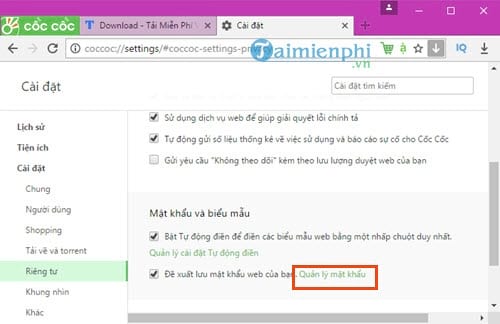 cốc cốc
Download - Tải Miễn Phí V
Cài đặt
coccoc://settings/#coccoc-settings-pri
Taimienphi
.vn
Cài đặt
Cài đặt tìm kiếm
Lịch sử
Tiện ích
Cài đặt
Chung
Người dùng
Shopping
Tải về và torrent
Riêng tư
Khung nhìn
Khác
Sử dụng dịch vụ web để giúp giải quyết lỗi chính tả
Tự động gửi số liệu thống kê về việc sử dụng và báo cáo sự cố cho Cốc Cốc
Gửi yêu cầu "Không theo dõi" kèm theo lưu lượng duyệt web của bạn
Mật khẩu và biểu mẫu
Bật Tự động điền để điền các biểu mẫu web bằng một nhấp chuột duy nhất.
Quản lý cài đặt Tự động điền
Đề xuất lưu mật khẩu web của bạn. Quản lý mật khẩu